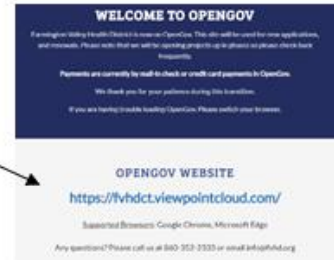 WELCOME TO OPENGOV
Farmington Valley Health District is now on OpenGov. This site will be used for new applications,
and renewals. Please note that we will be opening projects up in phases so please check back
frequently.
Payments are currently by mail-in check or credit card payments in OpenGov.
We thank you for your patience during this transition.
If you are having trouble loading OpenGov. Please switch your browser.
OPENGOV WEBSITE
https://fvhdct.viewpointcloud.com/
Supported Browsers: Google Chrome, Microsoft Edge
Any questions? Please call us at 860-352-2333 or email info@fvhd.org